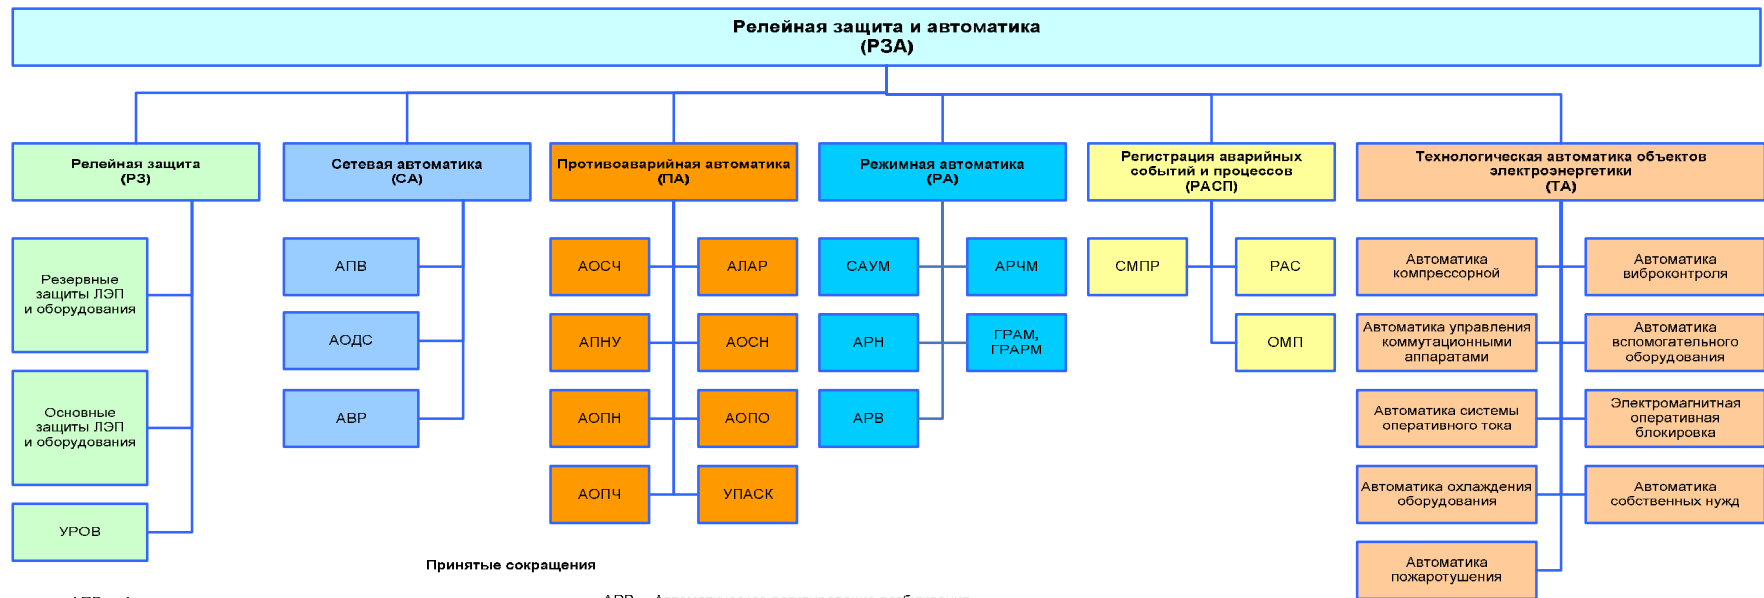 Релейная защита и автоматика
(РЗА)
Релейная защита
(РЗ)
Сетевая автоматика
(СА)
Противоаварийная автоматика
(ПА)
Режимная автоматика
(РА)
Регистрация аварийных
событий и процессов
(РАСП)
Технологическая автоматика объектов
электроэнергетики
(ТА)
Резервные
защиты ЛЭП
и оборудования
Основные
защиты ЛЭП
и оборудования
УРОВ
АПВ
АОДС
АВР
АОСЧ
АЛАР
АПНУ
АОСН
АОПН
АОПО
АОПЧ
УПАСК
САУМ
АРЧМ
АРН
ГРАМ,
ГРАРМ
АРВ
СМПР
РАС
ОМП
Автоматика
компрессорной
Автоматика
виброконтроля
Автоматика управления
коммутационными
аппаратами
Автоматика
вспомогательного
оборудования
Автоматика системы
оперативного тока
Электромагнитная
оперативная
блокировка
Автоматика охлаждения
оборудования
Автоматика
собственных нужд
Автоматика
пожаротушения
Принятые сокращения